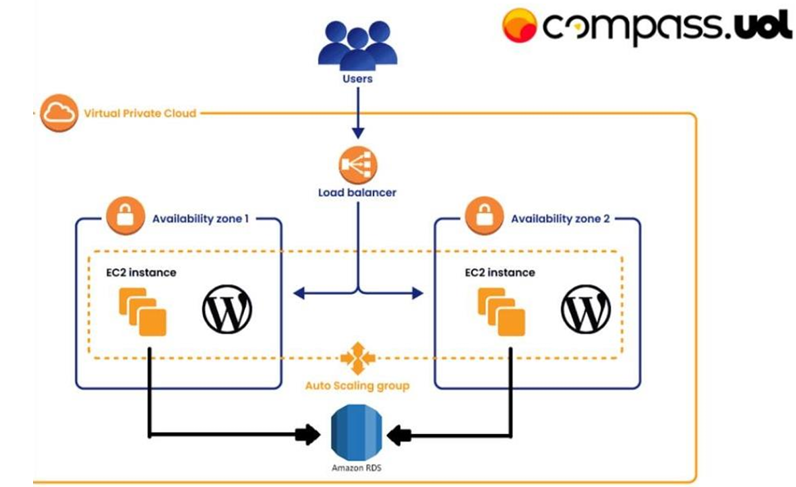 compass.uol
Users
Virtual Private Cloud
Load balancer
Availability zone 1
Availability zone 2
EC2 instance
EC2 instance
W
W
Auto Scaling group
Amazon RDS